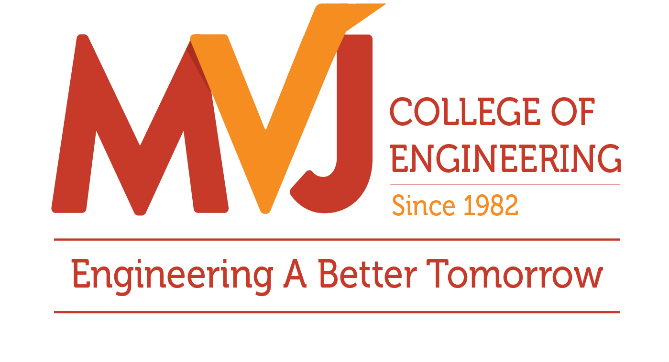 MVJ
COLLEGE OF
ENGINEERING
Since 1982
Engineering A Better Tomorrow